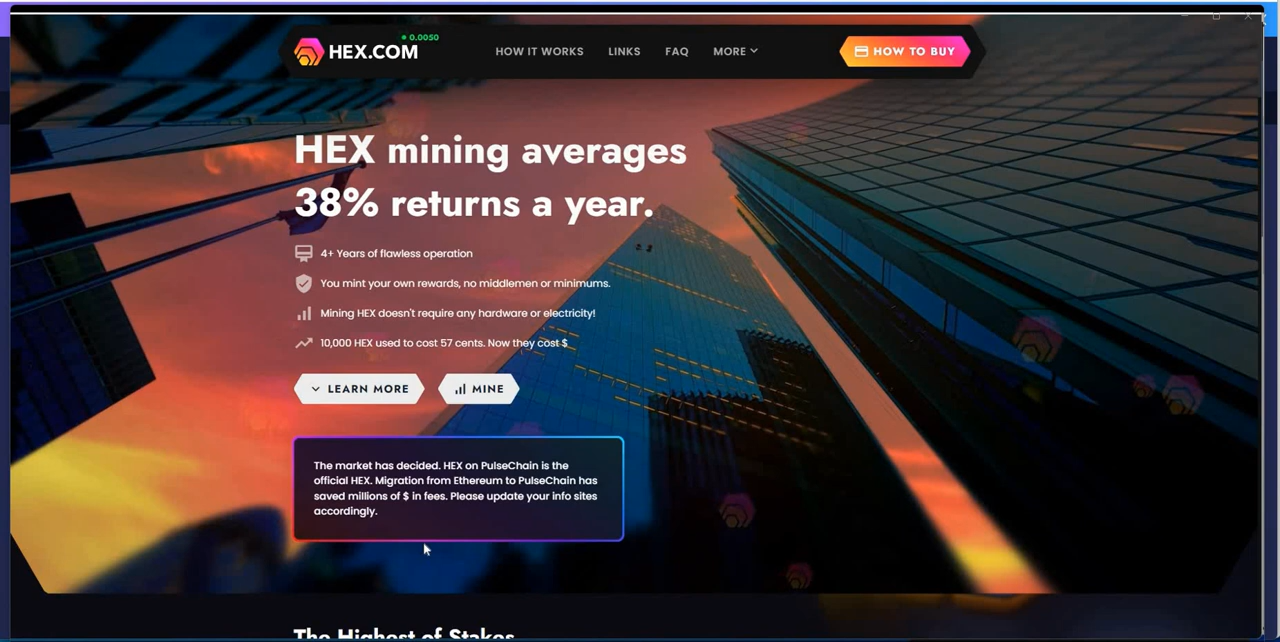 0.0050
HEX.COM
HOW IT WORKS
LINKS
FAQ
MORE
HOW TO BUY
HEX mining averages
38% returns a year.
4+ Years of flawless operation
You mint your own rewards, no middlemen or minimums.
Mining HEX doesn't require any hardware or electricity!
10,000 HEX used to cost 57 cents. Now they cost $
LEARN MORE
MINE
The market has decided. HEX on PulseChain is the
official HEX. Migration from Ethereum to PulseChain has
saved millions of $ in fees. Please update your info sites
accordingly.
The Highest of Stakes